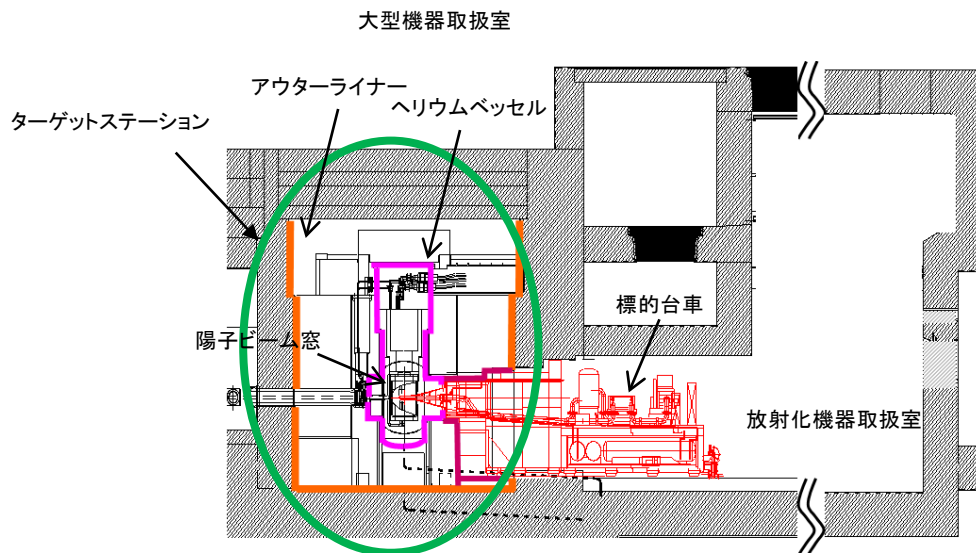 大型機器取扱室
アウターライナー
ヘリウムベッセル
ターゲットステーション
標的台車
陽子ビーム窓
放射化機器取扱室